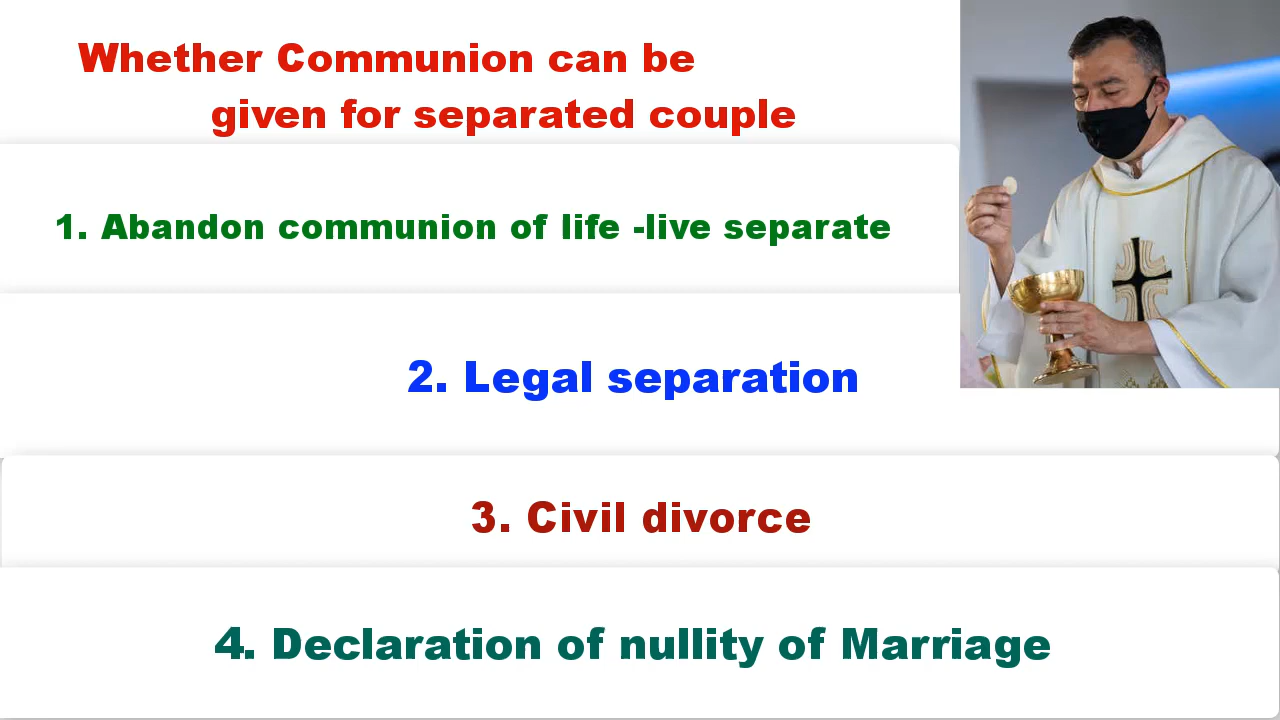 Whether Communion can be
given for separated couple
1. Abandon communion of life -live separate
2. Legal separation
3. Civil divorce
4. Declaration of nullity of Marriage